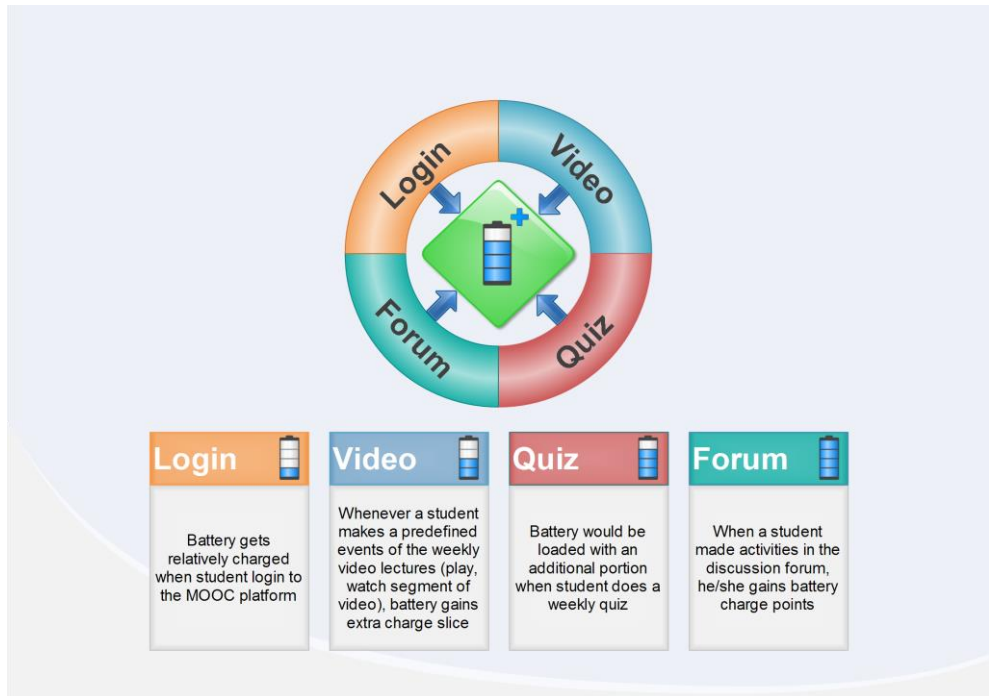 Login
Video
Forum
Quiz
Login
Battery gets
relatively charged
when student login to
the MOOC platform
Video
Whenever a student
makes a predefined
events of the weekly
video lectures (play,
watch segment of
video), battery gains
extra charge slice
Quiz
Battery would be
loaded with an
additional portion
when student does a
weekly quiz
Forum
When a student
made activities in the
discussion forum,
he/she gains battery
charge points